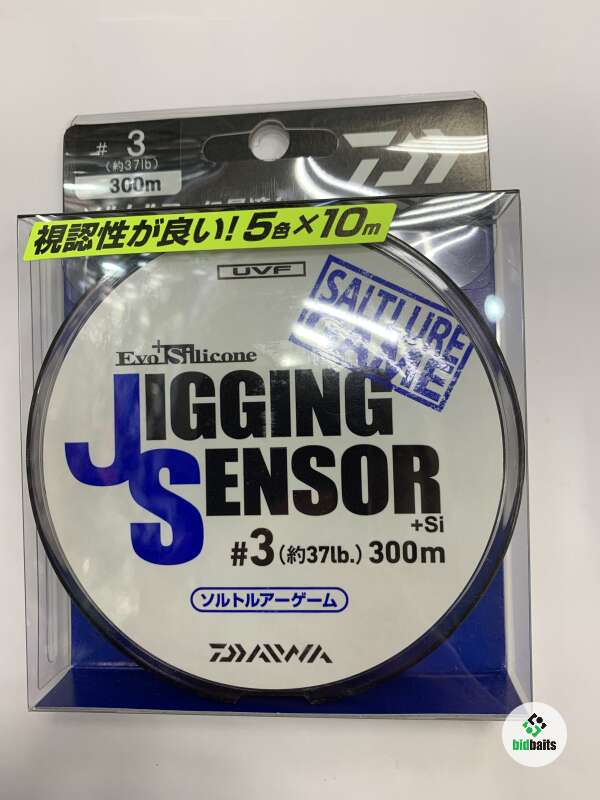 # 3
(約37lb)
300m
視認性が良い! 5色×10m
UVF
SALT LURE
GAME
Evo+Silicone
JIGGING
SENSOR
+Si
#3 (約37lb.) 300m
ソルトルアーゲーム
DAIWA
bidbaits